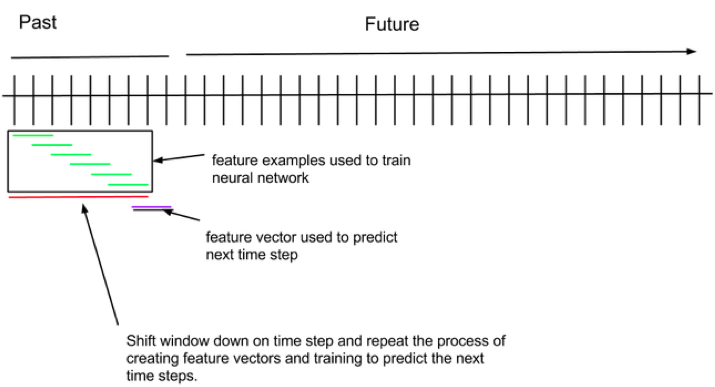 Past
Future
feature examples used to train
neural network
feature vector used to predict
next time step
Shift window down on time step and repeat the process of
creating feature vectors and training to predict the next
time steps.